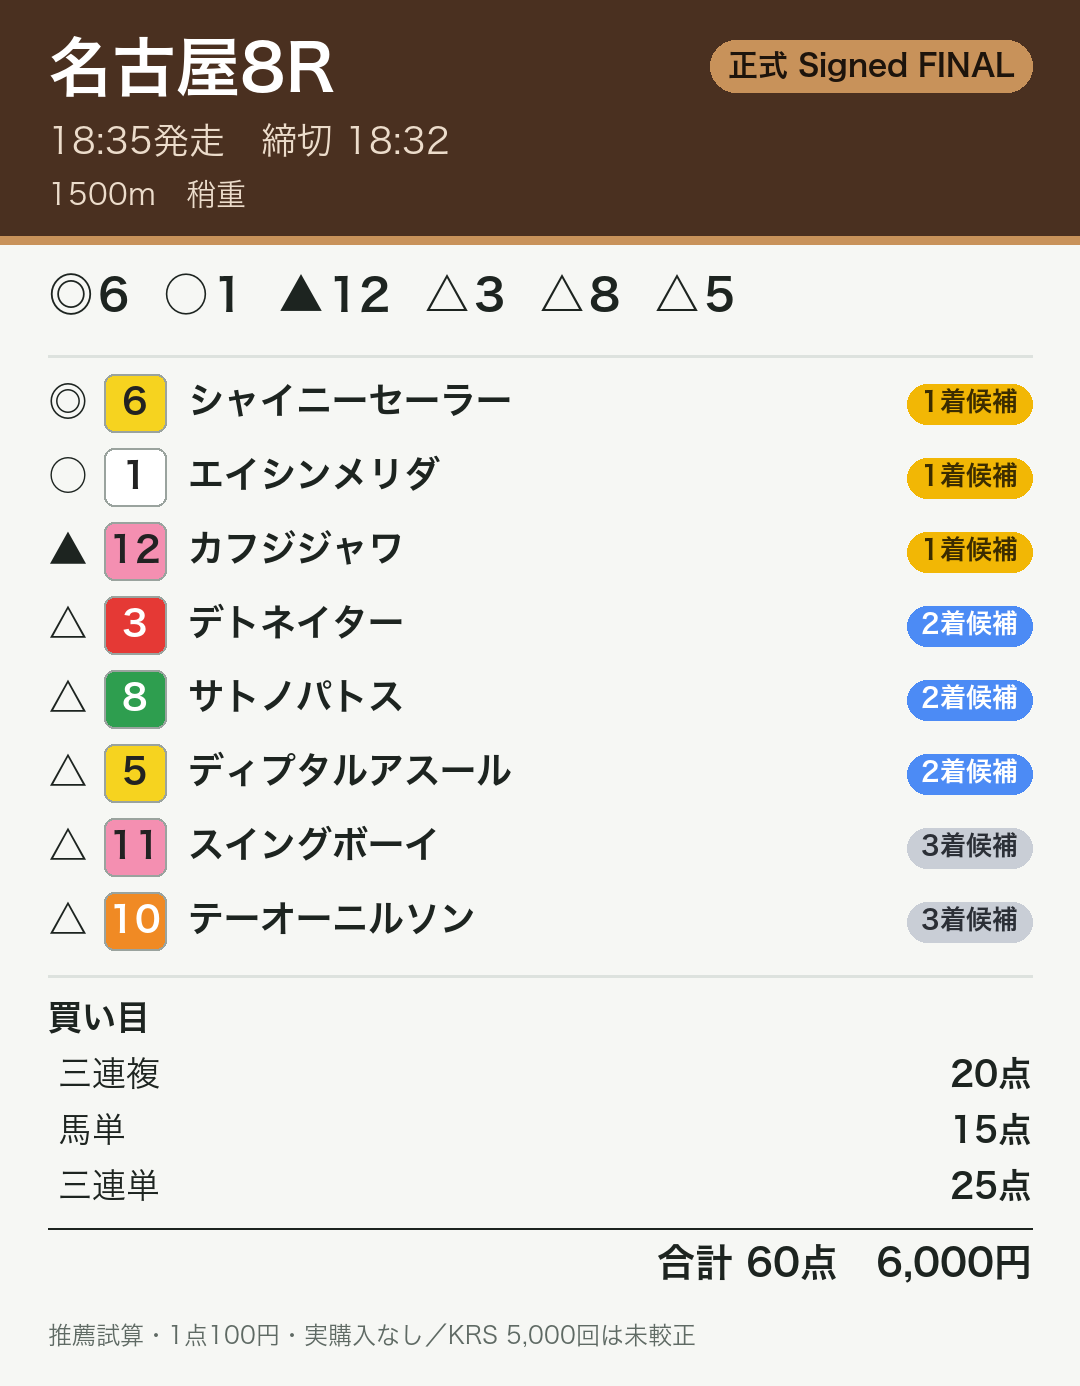 名古屋8R
正式 Signed FINAL
18:35発走　締切 18:32
1500m　稍重
◎6 ○1 ▲12 △3 △8 △5
◎ 6 シャイニーセーラー 1着候補
○ 1 エイシンメリダ 1着候補
▲ 12 カフジジャワ 1着候補
△ 3 デトネイター 2着候補
△ 8 サトノパトス 2着候補
△ 5 ディプタルアスール 2着候補
△ 11 スイングボーイ 3着候補
△ 10 テーオーニルソン 3着候補
買い目
三連複 20点
馬単 15点
三連単 25点
合計 60点　6,000円
推薦試算・1点100円・実購入なし／KRS 5,000回は未較正